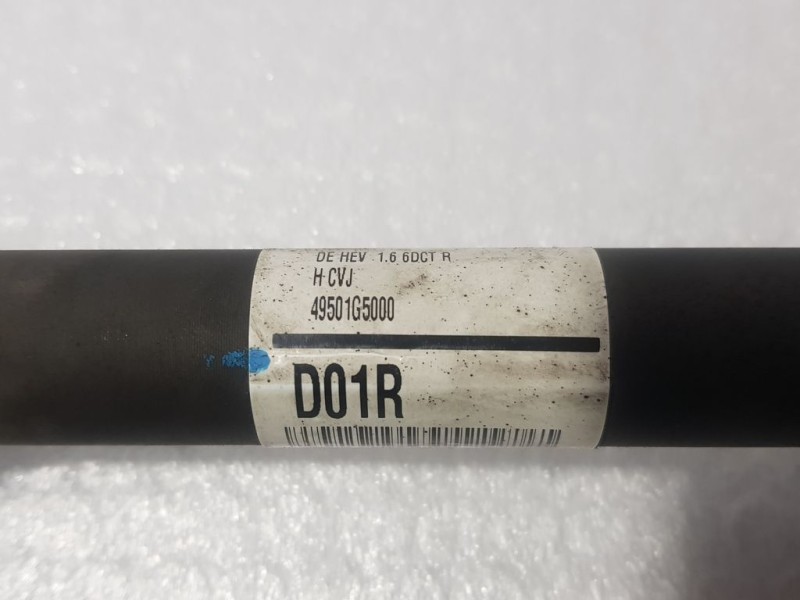 DE HEV 1.6 6DCT R
H CVJ
49501G5000
D01R